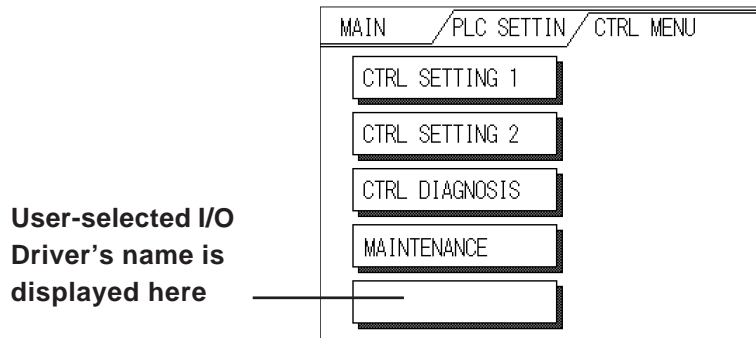 MAIN PLC SETTIN CTRL MENU
CTRL SETTING 1
CTRL SETTING 2
CTRL DIAGNOSIS
MAINTENANCE
User-selected I/O
Driver's name is
displayed here